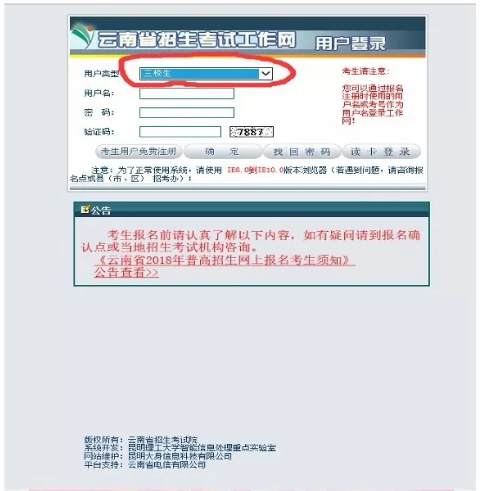 云南省招生考试工作网 用户登录
用户类型 三校生
考生请注意:
用户名:
您可以通过报名
注册时使用的用
户名或考号作为
用户名登录工作
网!
密 码:
验证码: 7887
考生用户免费注册 确 定 找回密码 读卡登录
注意:为了正常使用系统,请使用 IE6.0到IE10.0版本浏览器(若遇到问题,请咨询报
名点或县(市、区)招考办);
公告
考生报名前请认真了解以下内容,如有疑问请到报名确
认点或当地招生考试机构咨询。
《云南省2018年普高招生网上报名考生须知》
公告查看>>
版权所有:云南省招生考试院
系统开发:昆明理工大学智能信息处理重点实验室
网站维护:昆明大身信息科技有限公司
平台支持:云南省电信有限公司